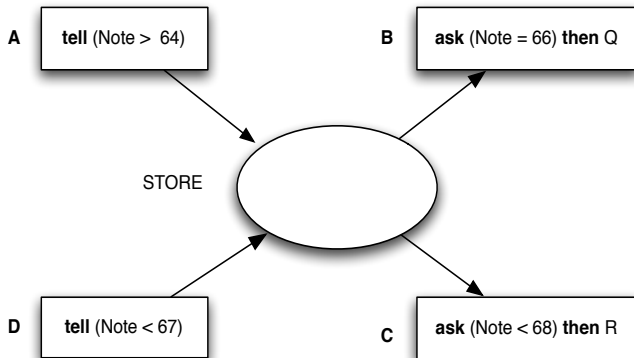 A tell (Note > 64)
B ask (Note = 66) then Q
STORE
D tell (Note < 67)
C ask (Note < 68) then R